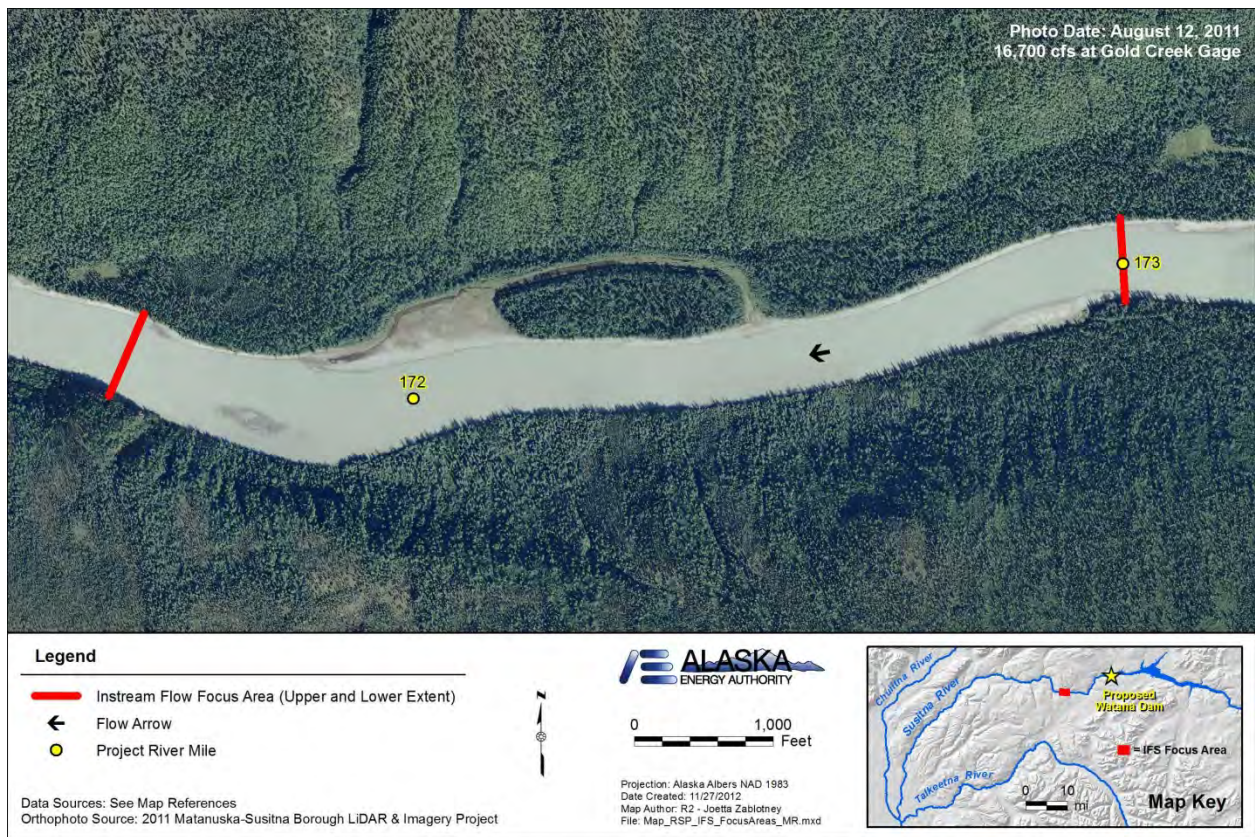 Photo Date: August 12, 2011
16,700 cfs at Gold Creek Gage
173
172
Legend
Instream Flow Focus Area (Upper and Lower Extent)
Flow Arrow
Project River Mile
Data Sources: See Map References
Orthophoto Source: 2011 Matanuska-Susitna Borough LiDAR & Imagery Project
N
ALASKA
ENERGY AUTHORITY
0 1,000
Feet
Projection: Alaska Albers NAD 1983
Date Created: 11/27/2012
Map Author: R2 - Joetta Zablotney
File: Map_RSP_IFS_FocusAreas_MR.mxd
Chulitna River
Susitna River
Talkeetna River
Proposed
Watana Dam
= IFS Focus Area
0 10
mi
Map Key